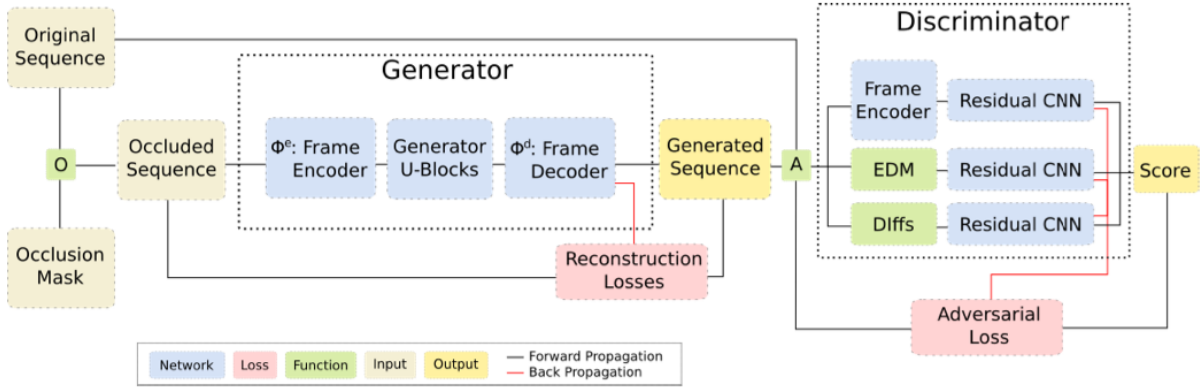 Original
Sequence
O
Occlusion
Mask
Occluded
Sequence
Generator
Φᵉ: Frame
Encoder
Generator
U-Blocks
Φᵈ: Frame
Decoder
Generated
Sequence
Reconstruction
Losses
A
Discriminator
Frame
Encoder
Residual CNN
EDM
Residual CNN
DIffs
Residual CNN
Score
Adversarial
Loss
Network
Loss
Function
Input
Output
Forward Propagation
Back Propagation